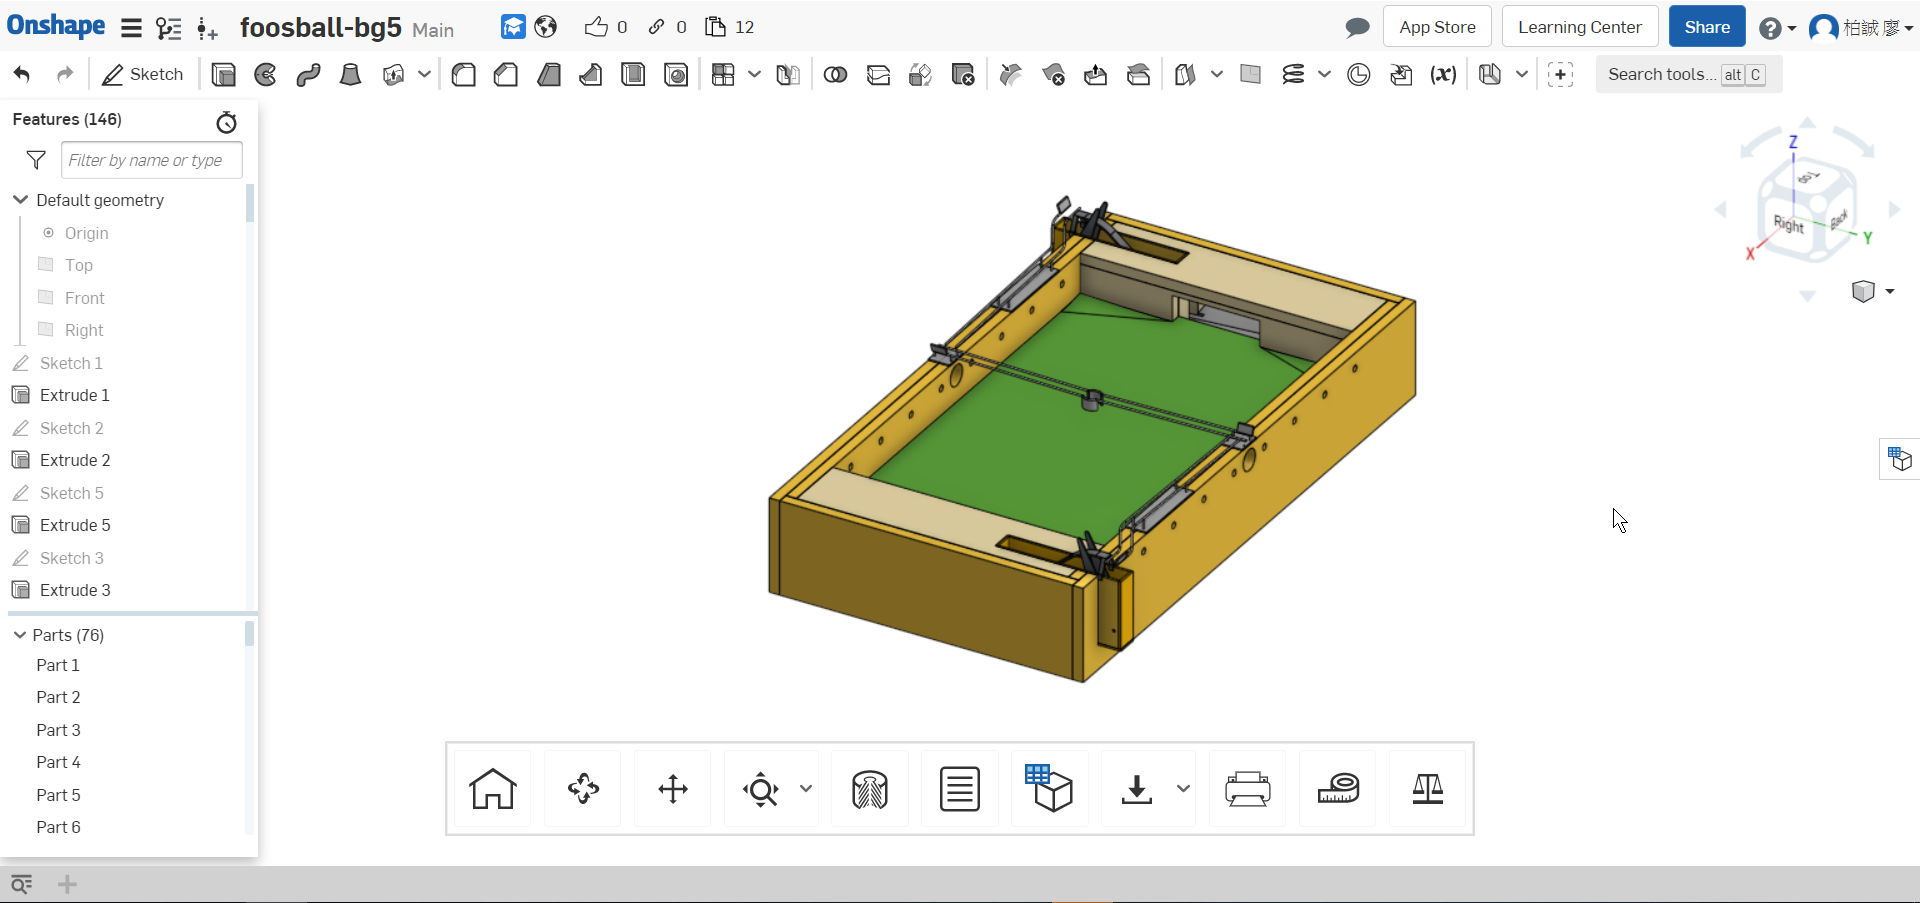 Onshape
foosball-bg5 Main
0
0
12
App Store
Learning Center
Share
?
柏誠 廖
Sketch
(x)
Search tools... alt C
Features (146)
Filter by name or type
Default geometry
Origin
Top
Front
Right
Sketch 1
Extrude 1
Sketch 2
Extrude 2
Sketch 5
Extrude 5
Sketch 3
Extrude 3
Parts (76)
Part 1
Part 2
Part 3
Part 4
Part 5
Part 6
Z
Top
Right
Back
X
Y